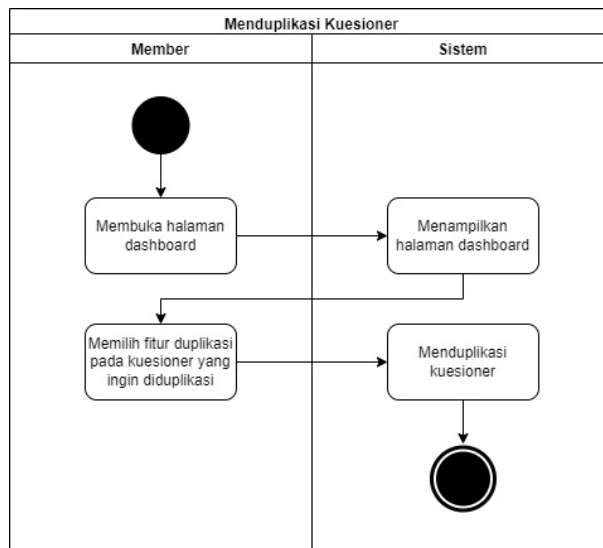 Menduplikasi Kuesioner
Member
Sistem
Membuka halaman
dashboard
Menampilkan
halaman dashboard
Memilih fitur duplikasi
pada kuesioner yang
ingin diduplikasi
Menduplikasi
kuesioner